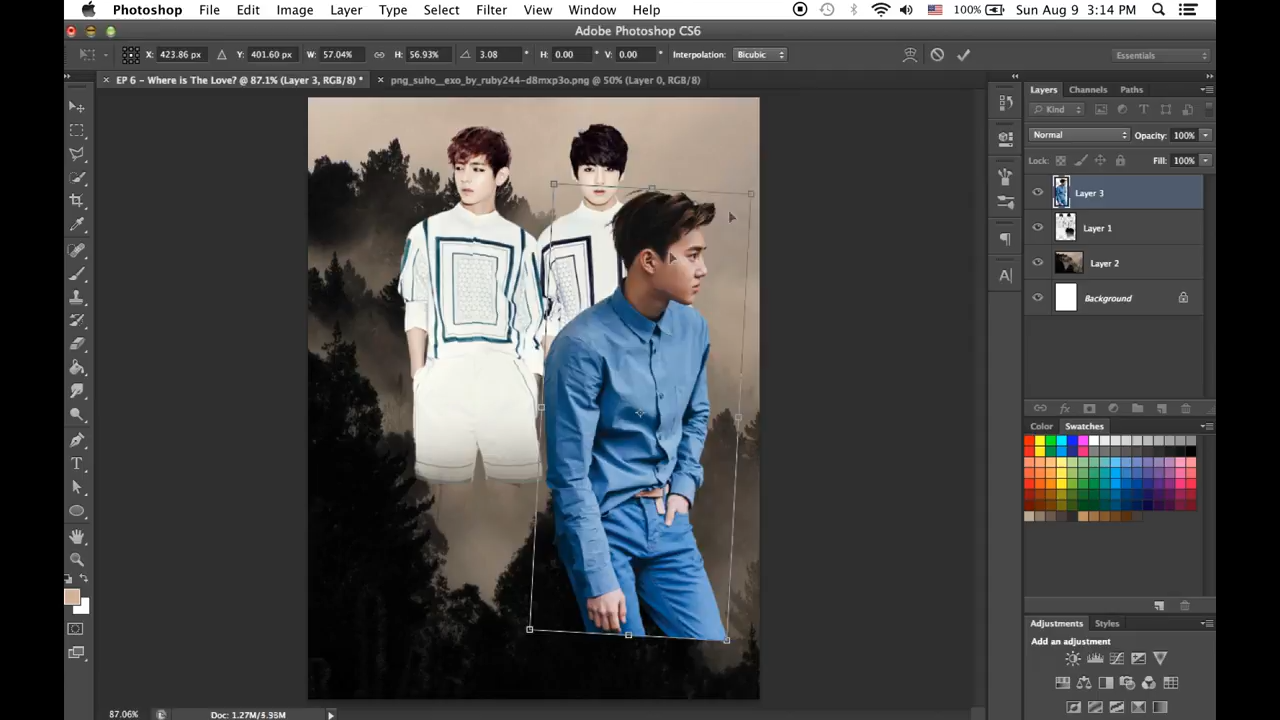 Photoshop File Edit Image Layer Type Select Filter View Window Help 100% Sun Aug 9 3:14 PM
Adobe Photoshop CS6
X: 423.86 px Y: 401.60 px W: 57.04% H: 56.93% 3.08 ° H: 0.00 ° V: 0.00 ° Interpolation: Bicubic Essentials
× EP 6 - Where Is The Love? @ 87.1% (Layer 3, RGB/8) * × png_suho__exo_by_ruby244-d8mxp3o.png @ 50% (Layer 0, RGB/8)
Layers Channels Paths
Kind
Normal Opacity: 100%
Lock: Fill: 100%
Layer 3
Layer 1
Layer 2
Background
fx
Color Swatches
Adjustments Styles
Add an adjustment
87.06% Doc: 1.27M/5.98M